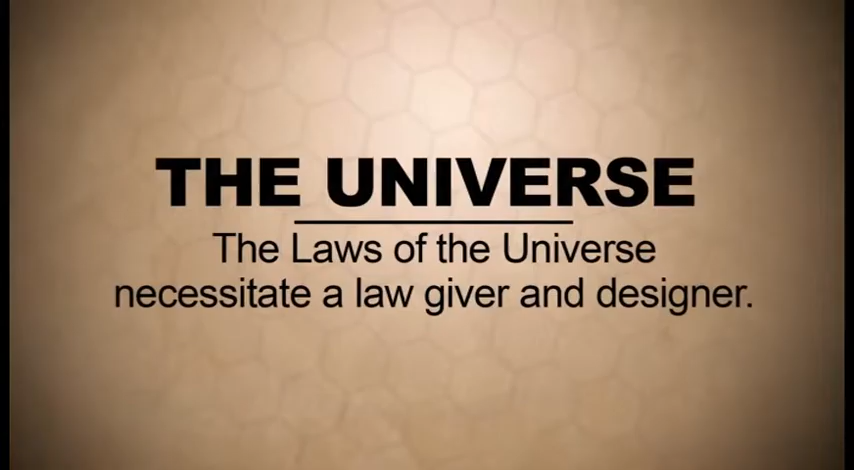 THE UNIVERSE
The Laws of the Universe
necessitate a law giver and designer.